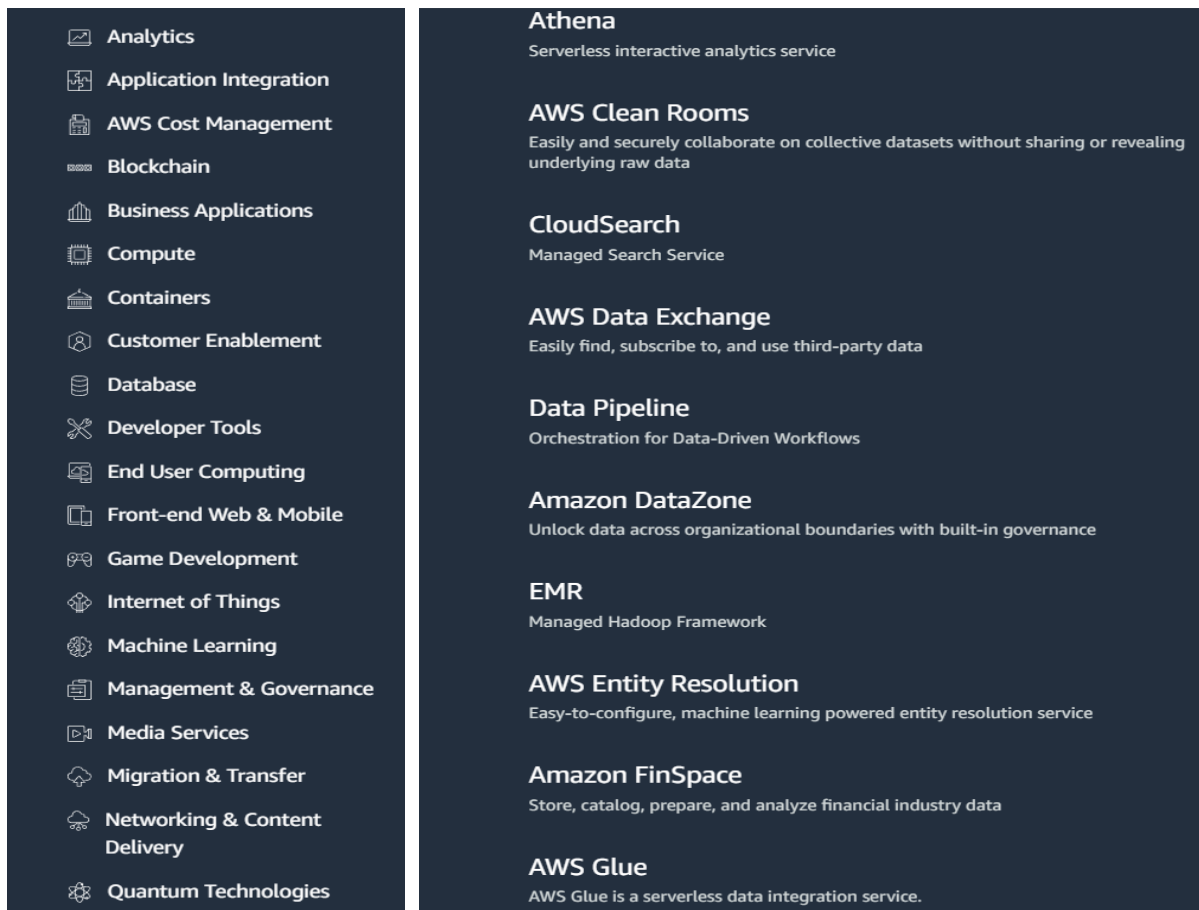 Analytics
Application Integration
AWS Cost Management
Blockchain
Business Applications
Compute
Containers
Customer Enablement
Database
Developer Tools
End User Computing
Front-end Web & Mobile
Game Development
Internet of Things
Machine Learning
Management & Governance
Media Services
Migration & Transfer
Networking & Content
Delivery
Quantum Technologies
Athena
Serverless interactive analytics service
AWS Clean Rooms
Easily and securely collaborate on collective datasets without sharing or revealing
underlying raw data
CloudSearch
Managed Search Service
AWS Data Exchange
Easily find, subscribe to, and use third-party data
Data Pipeline
Orchestration for Data-Driven Workflows
Amazon DataZone
Unlock data across organizational boundaries with built-in governance
EMR
Managed Hadoop Framework
AWS Entity Resolution
Easy-to-configure, machine learning powered entity resolution service
Amazon FinSpace
Store, catalog, prepare, and analyze financial industry data
AWS Glue
AWS Glue is a serverless data integration service.